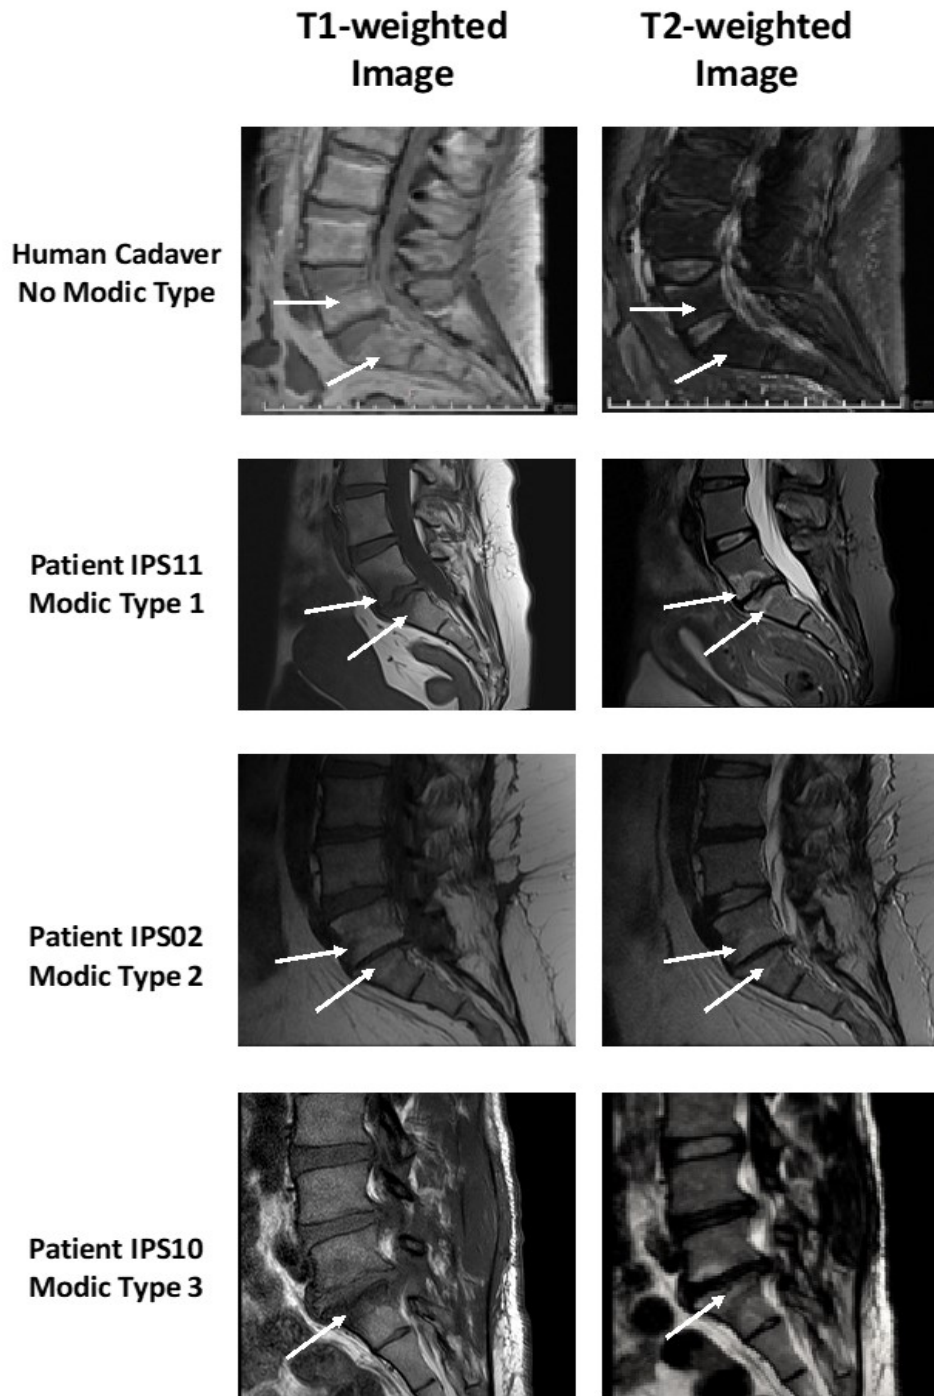 T1-weighted
Image
T2-weighted
Image
Human Cadaver
No Modic Type
Patient IPS11
Modic Type 1
Patient IPS02
Modic Type 2
Patient IPS10
Modic Type 3